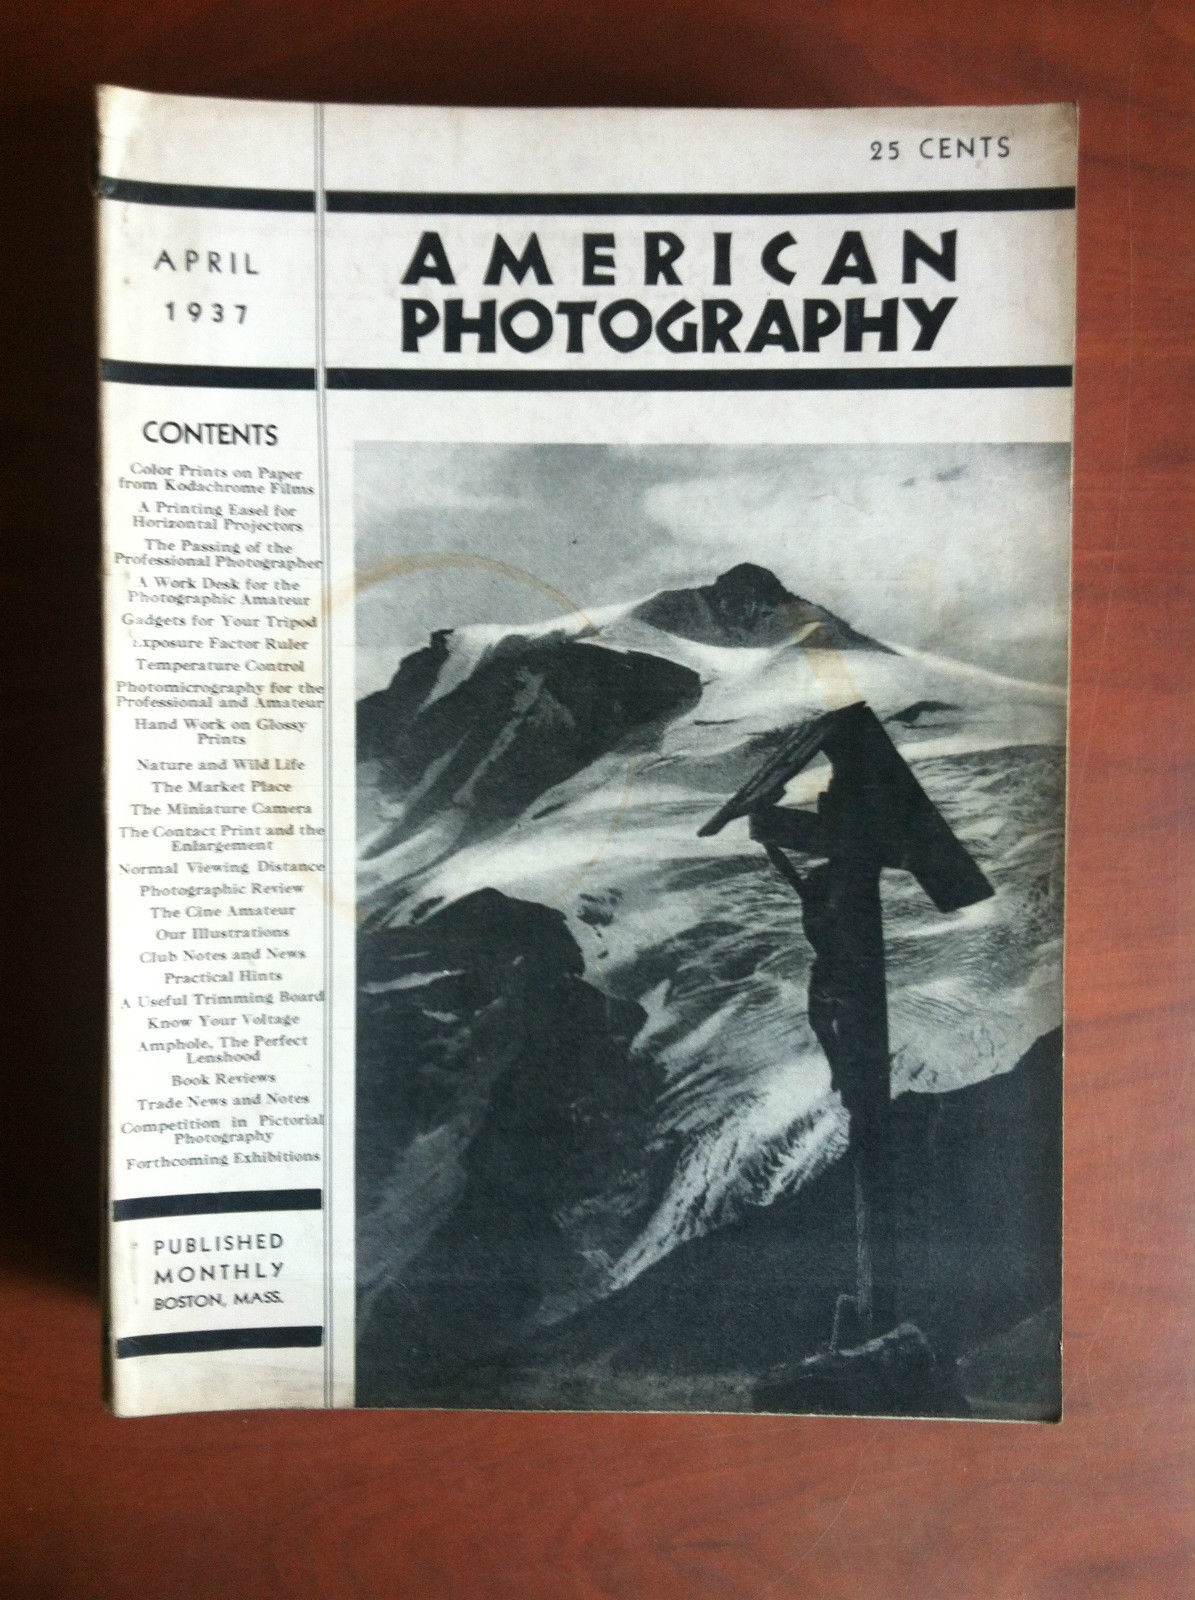 25 CENTS
APRIL
1937
AMERICAN
PHOTOGRAPHY
CONTENTS
Color Prints on Paper
from Kodachrome Films
A Printing Easel for
Horizontal Projectors
The Passing of the
Professional Photographer
A Work Desk for the
Photographic Amateur
Gadgets for Your Tripod
Exposure Factor Ruler
Temperature Control
Photomicrography for the
Professional and Amateur
Hand Work on Glossy
Prints
Nature and Wild Life
The Market Place
The Miniature Camera
The Contact Print and the
Enlargement
Normal Viewing Distance
Photographic Review
The Cine Amateur
Our Illustrations
Club Notes and News
Practical Hints
A Useful Trimming Board
Know Your Voltage
Amphole, The Perfect
Lenshood
Book Reviews
Trade News and Notes
Competition in Pictorial
Photography
Forthcoming Exhibitions
PUBLISHED
MONTHLY
BOSTON, MASS.